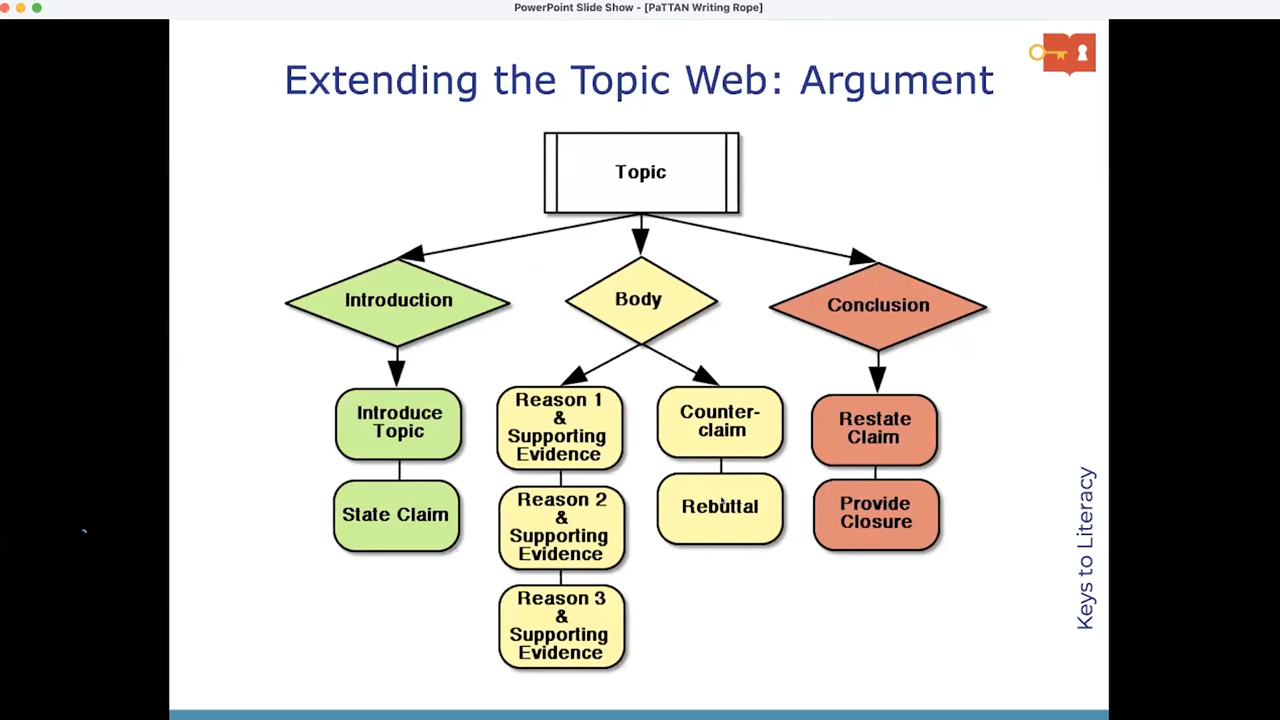 PowerPoint Slide Show - [PaTTAN Writing Rope]
Extending the Topic Web: Argument
Topic
Introduction
Body
Conclusion
Introduce
Topic
State Claim
Reason 1
&
Supporting
Evidence
Reason 2
&
Supporting
Evidence
Reason 3
&
Supporting
Evidence
Counter-
claim
Rebuttal
Restate
Claim
Provide
Closure
Keys to Literacy